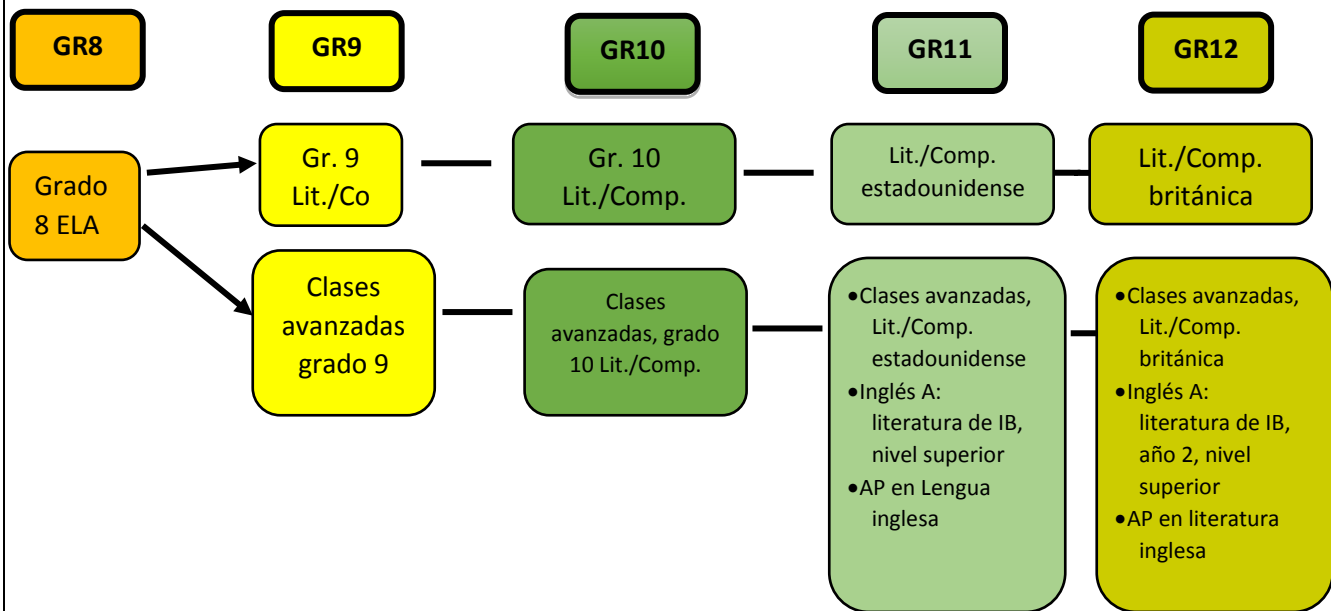 GR8
GR9
GR10
GR11
GR12
Grado
8 ELA
Gr. 9
Lit./Co
Gr. 10
Lit./Comp.
Lit./Comp.
estadounidense
Lit./Comp.
británica
Clases
avanzadas
grado 9
Clases
avanzadas, grado
10 Lit./Comp.
•Clases avanzadas,
Lit./Comp.
estadounidense
•Inglés A:
literatura de IB,
nivel superior
•AP en Lengua
inglesa
•Clases avanzadas,
Lit./Comp.
británica
•Inglés A:
literatura de IB,
año 2, nivel
superior
•AP en literatura
inglesa